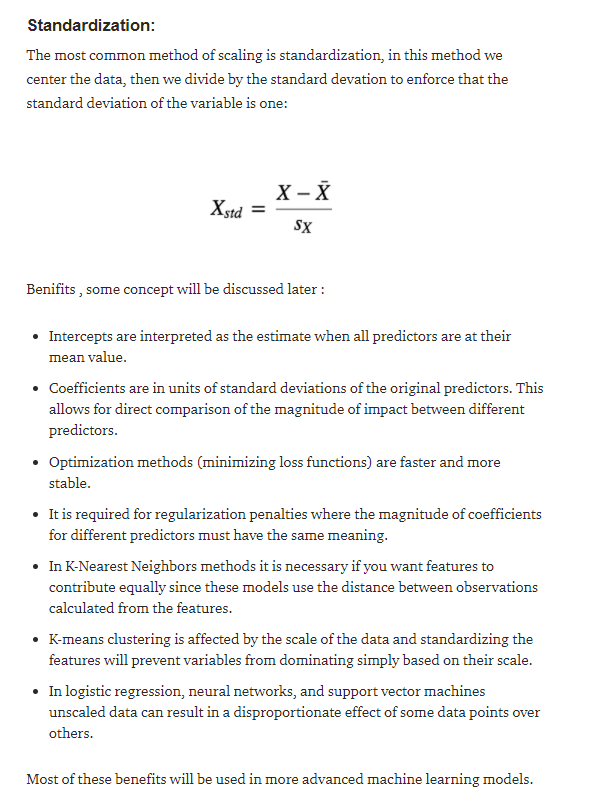 Standardization:
The most common method of scaling is standardization, in this method we
center the data, then we divide by the standard devation to enforce that the
standard deviation of the variable is one:
X_std = (X − X̄) / s_X
Benifits , some concept will be discussed later :
• Intercepts are interpreted as the estimate when all predictors are at their
mean value.
• Coefficients are in units of standard deviations of the original predictors. This
allows for direct comparison of the magnitude of impact between different
predictors.
• Optimization methods (minimizing loss functions) are faster and more
stable.
• It is required for regularization penalties where the magnitude of coefficients
for different predictors must have the same meaning.
• In K-Nearest Neighbors methods it is necessary if you want features to
contribute equally since these models use the distance between observations
calculated from the features.
• K-means clustering is affected by the scale of the data and standardizing the
features will prevent variables from dominating simply based on their scale.
• In logistic regression, neural networks, and support vector machines
unscaled data can result in a disproportionate effect of some data points over
others.
Most of these benefits will be used in more advanced machine learning models.